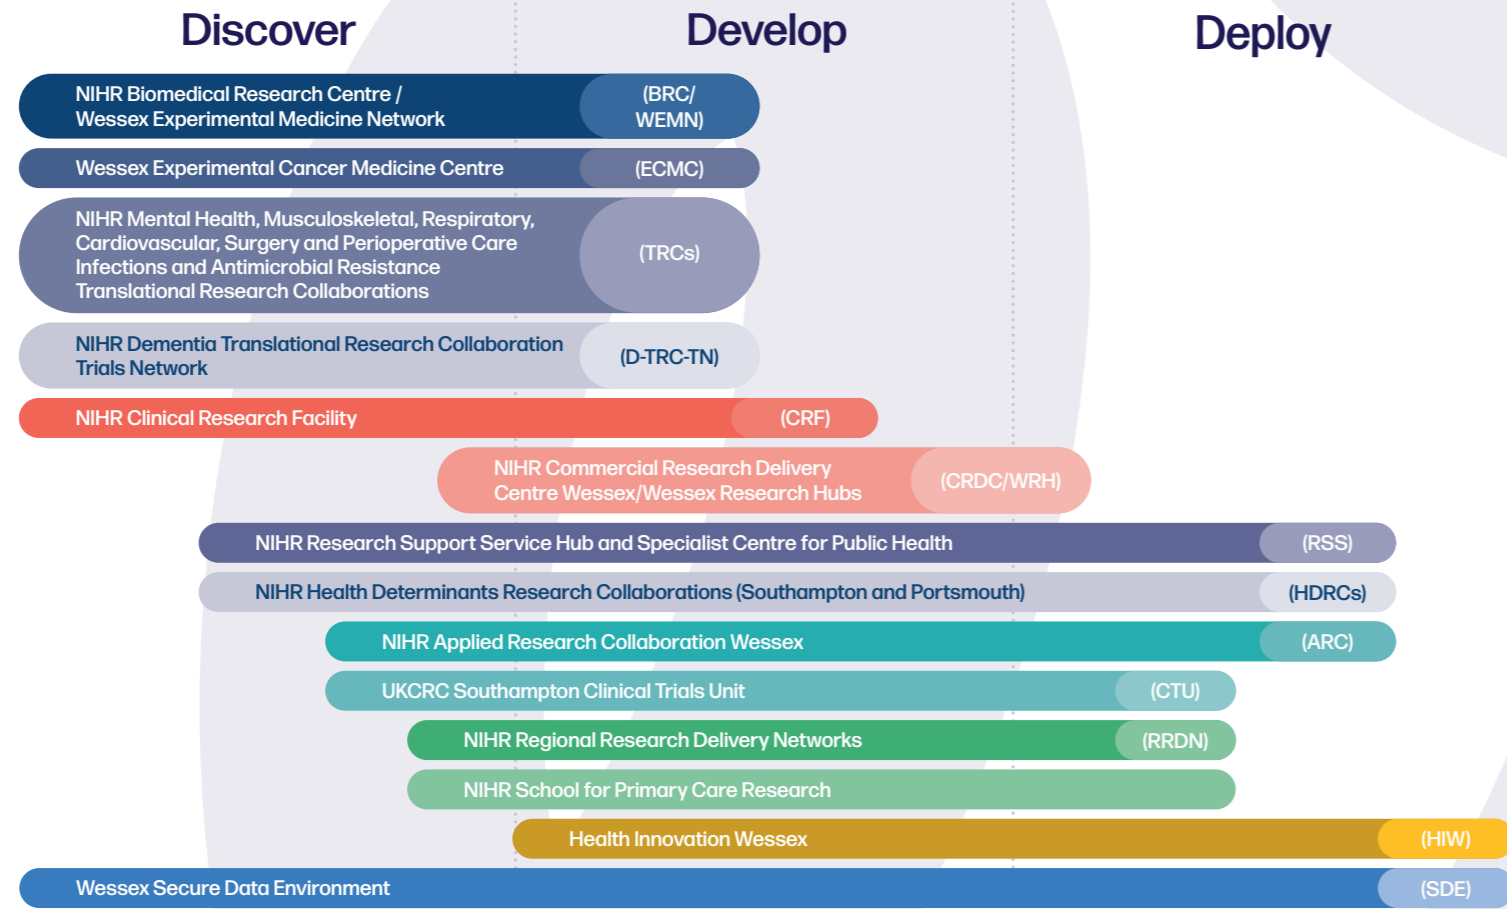 Discover
Develop
Deploy
NIHR Biomedical Research Centre /
Wessex Experimental Medicine Network
(BRC/
WEMN)
Wessex Experimental Cancer Medicine Centre
(ECMC)
NIHR Mental Health, Musculoskeletal, Respiratory,
Cardiovascular, Surgery and Perioperative Care
Infections and Antimicrobial Resistance
Translational Research Collaborations
(TRCs)
NIHR Dementia Translational Research Collaboration
Trials Network
(D-TRC-TN)
NIHR Clinical Research Facility
(CRF)
NIHR Commercial Research Delivery
Centre Wessex/Wessex Research Hubs
(CRDC/WRH)
NIHR Research Support Service Hub and Specialist Centre for Public Health
(RSS)
NIHR Health Determinants Research Collaborations (Southampton and Portsmouth)
(HDRCs)
NIHR Applied Research Collaboration Wessex
(ARC)
UKCRC Southampton Clinical Trials Unit
(CTU)
NIHR Regional Research Delivery Networks
(RRDN)
NIHR School for Primary Care Research
Health Innovation Wessex
(HIW)
Wessex Secure Data Environment
(SDE)